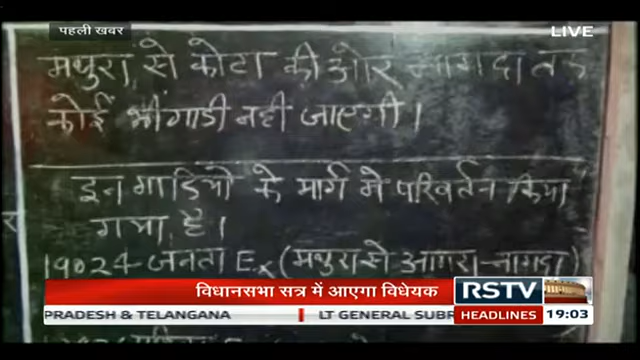 पहली खबर
LIVE
मथुरा से कोटा की ओर नागदा तक
कोई भी गाडी नही जाएगी।
इन गाडियो के मार्ग मे परिवर्तन किया
गया है।
19024-जनता Ex (मथुरा से आगरा-नागदा)
विधानसभा सत्र में आएगा विधेयक
RSTV
PRADESH & TELANGANA
LT GENERAL SUBR
HEADLINES
19:03